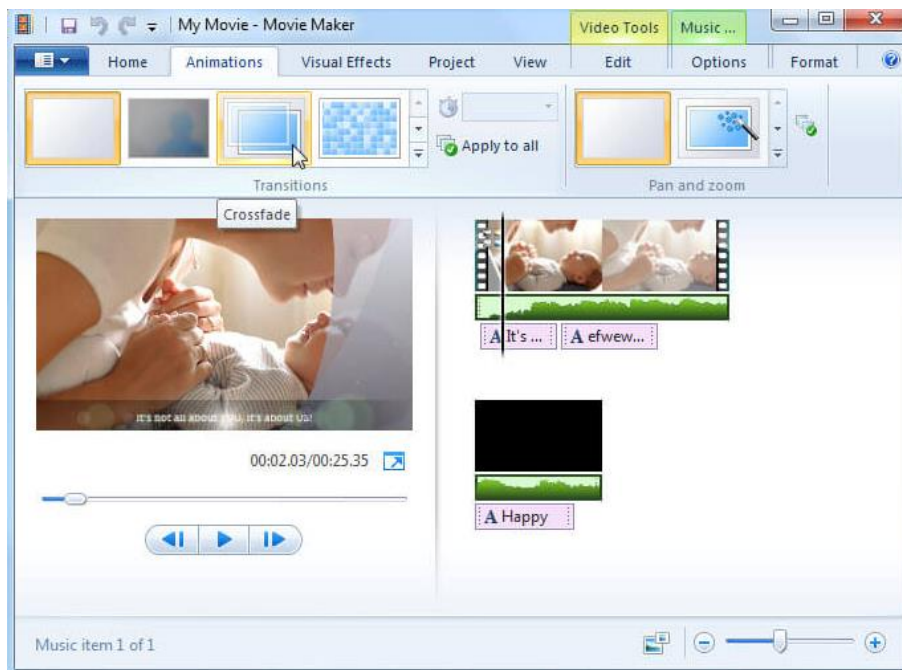 My Movie - Movie Maker
Video Tools
Music ...
Home
Animations
Visual Effects
Project
View
Edit
Options
Format
Apply to all
Transitions
Pan and zoom
Crossfade
It's not all about you, it's about us!
00:02.03/00:25.35
A It's ...
A efwew...
A Happy
Music item 1 of 1